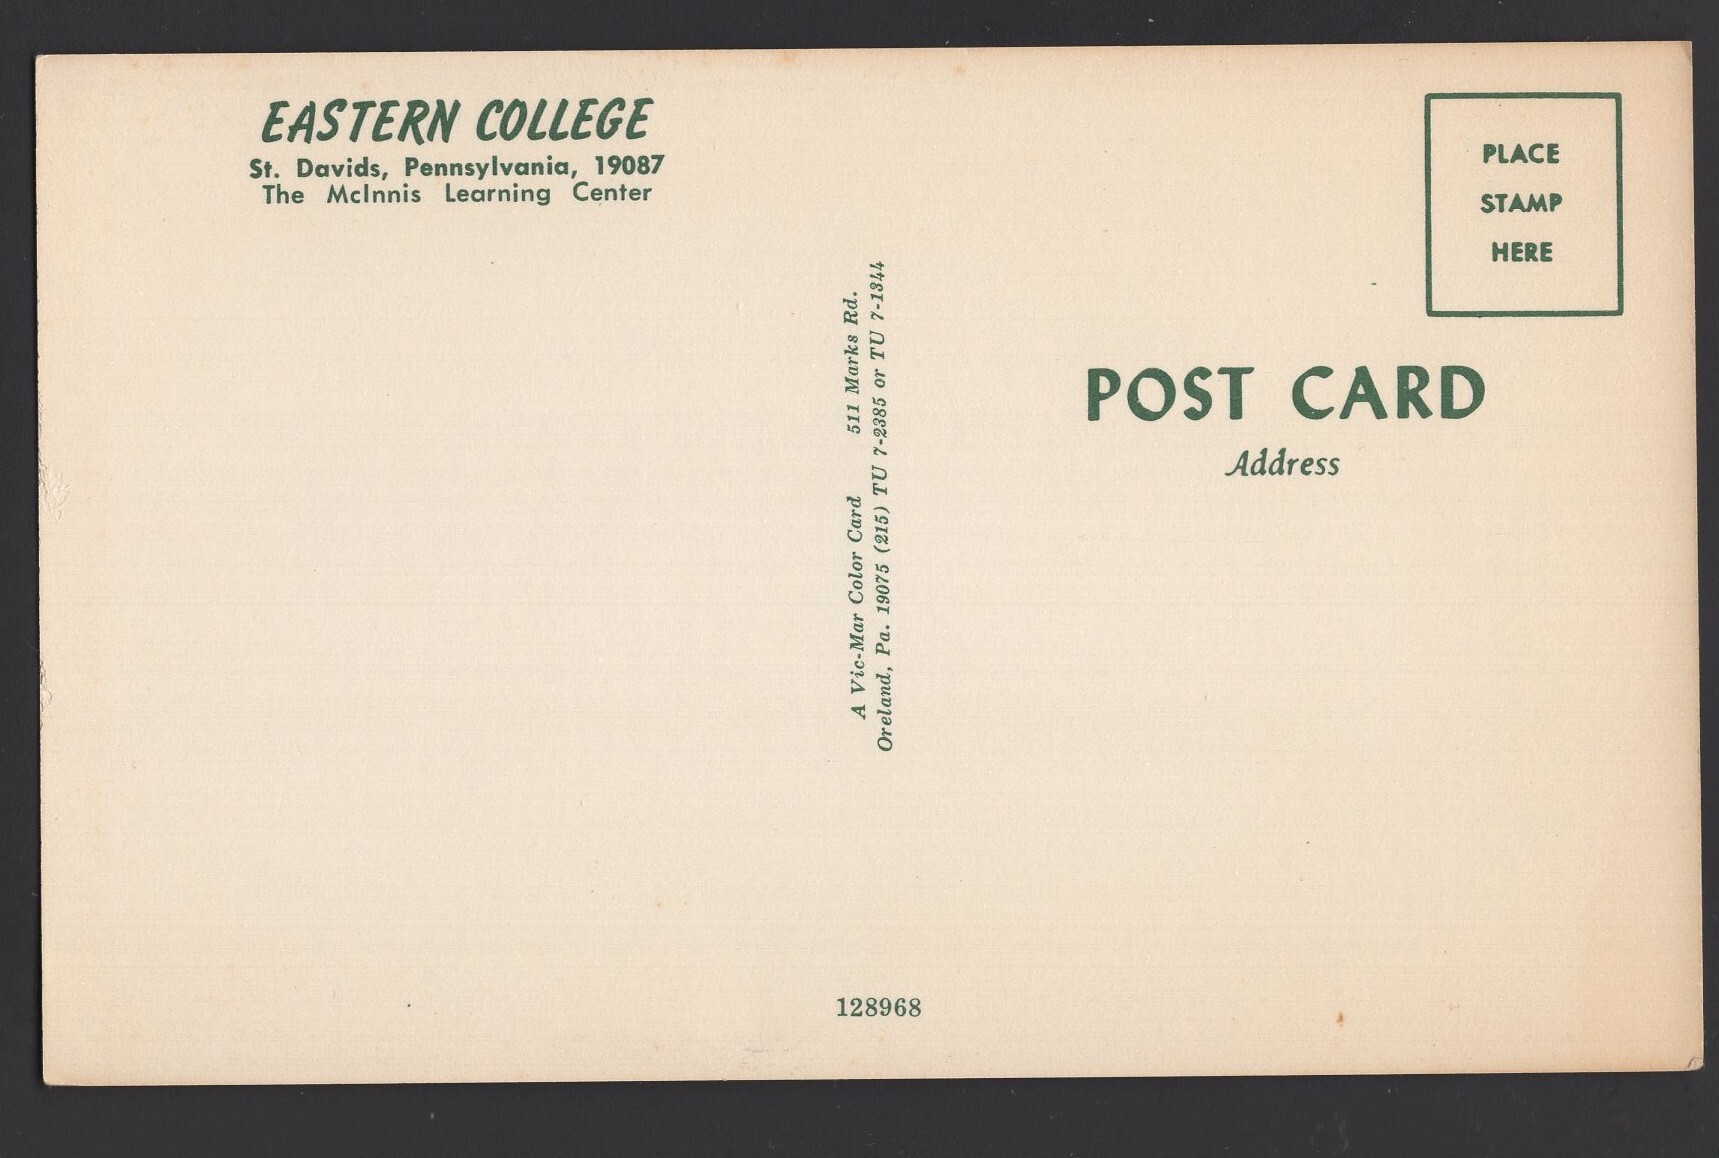 EASTERN COLLEGE
St. Davids, Pennsylvania, 19087
The McInnis Learning Center
A Vic-Mar Color Card 511 Marks Rd.
Oreland, Pa. 19075 (215) TU 7-2385 or TU 7-1344
PLACE
STAMP
HERE
POST CARD
Address
128968